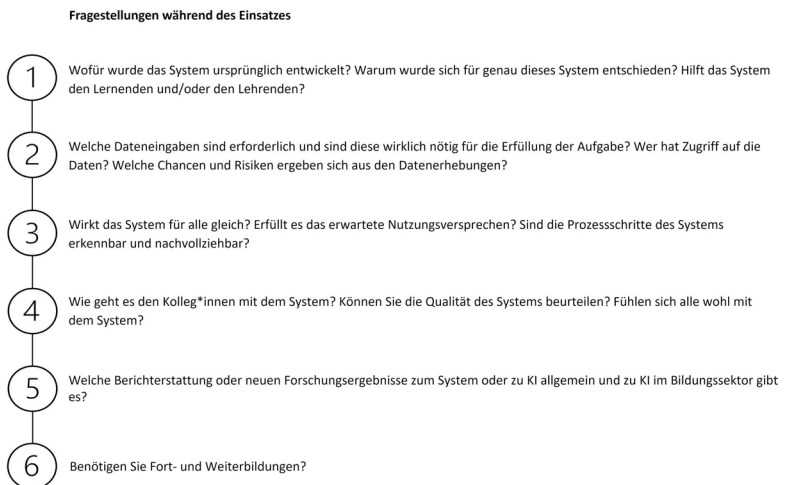 Fragestellungen während des Einsatzes
1
Wofür wurde das System ursprünglich entwickelt? Warum wurde sich für genau dieses System entschieden? Hilft das System
den Lernenden und/oder den Lehrenden?
2
Welche Dateneingaben sind erforderlich und sind diese wirklich nötig für die Erfüllung der Aufgabe? Wer hat Zugriff auf die
Daten? Welche Chancen und Risiken ergeben sich aus den Datenerhebungen?
3
Wirkt das System für alle gleich? Erfüllt es das erwartete Nutzungsversprechen? Sind die Prozessschritte des Systems
erkennbar und nachvollziehbar?
4
Wie geht es den Kolleg*innen mit dem System? Können Sie die Qualität des Systems beurteilen? Fühlen sich alle wohl mit
dem System?
5
Welche Berichterstattung oder neuen Forschungsergebnisse zum System oder zu KI allgemein und zu KI im Bildungssektor gibt
es?
6
Benötigen Sie Fort- und Weiterbildungen?